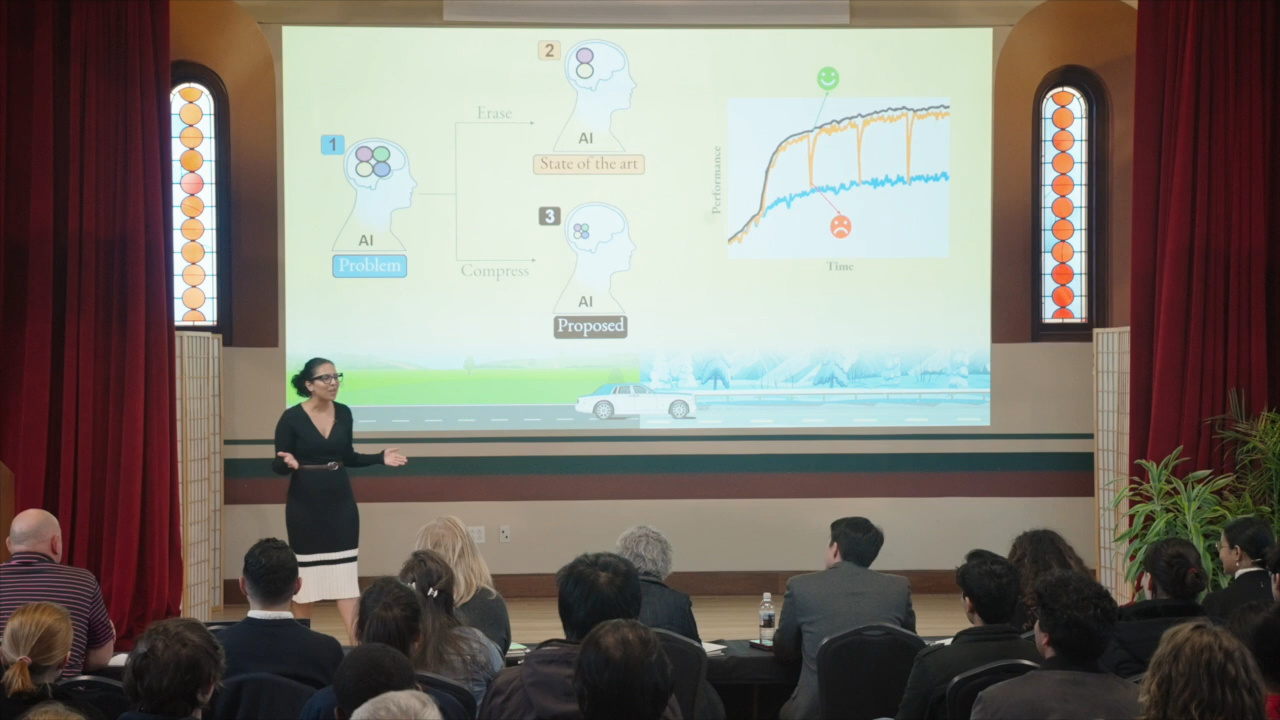 2
Erase
1
AI
State of the art
3
AI
Problem
Compress
AI
Proposed
Performance
Time